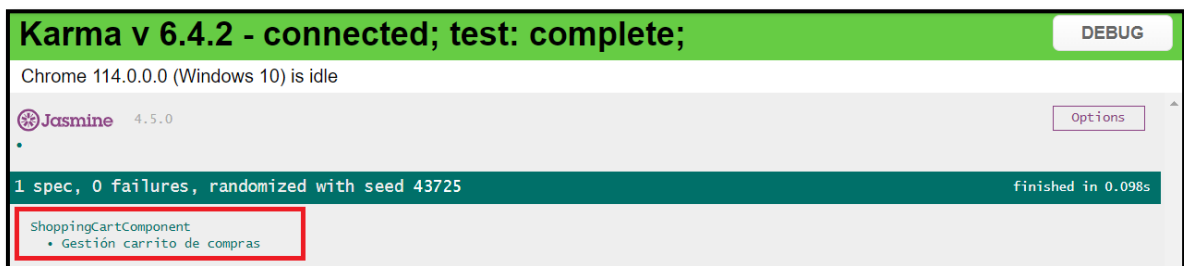 Karma v 6.4.2 - connected; test: complete;
DEBUG
Chrome 114.0.0.0 (Windows 10) is idle
Jasmine 4.5.0
Options
1 spec, 0 failures, randomized with seed 43725
finished in 0.098s
ShoppingCartComponent
• Gestión carrito de compras